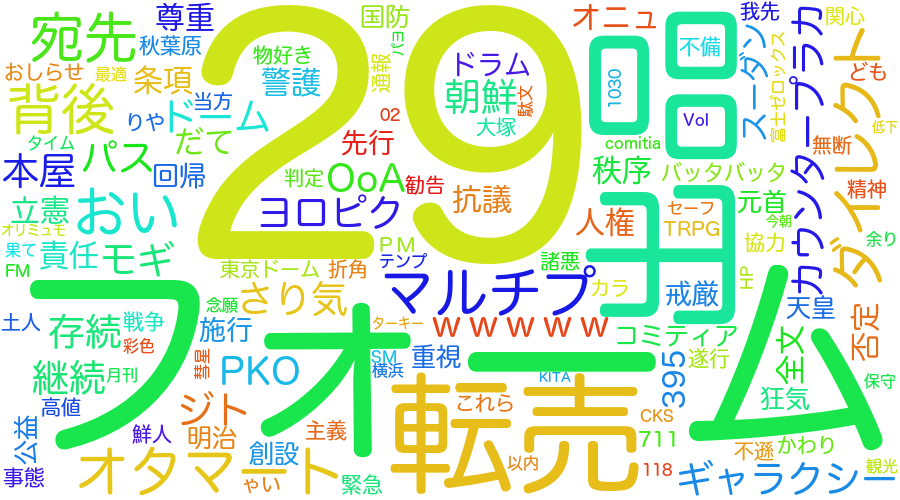 宛先
尊重
国防
オニュ
我先
関心
秋葉原
物好き
ヨハ
29
不備
おしらせ
最適
条項
警護
通報
ドラム
品川
1030
スーダン
富士ゼロックス
カウンタープラカ
ダイレクト
ども
背後
ドーム
当方
朝鮮
駄文
02
大塚
Vol
無断
低下
りや
タイム
だて
先行
comitia
本屋
パス
回帰
判定
OoA
勧告
抗議
秩序
バッタバッタ
精神
おい
立憲
ヨロピク
人権
セーフ
TRPG
元首
今朝
オリミュモ
果て
責任
モギ
PM
協力
余り
FM
東京ドーム
折角
テンプ
諸悪
HP
フォーム
さり気
マルチプ
カラ
戒厳
天皇
土人
存続
戦争
施行
念願
ターキー
wwwww
コミティア
全文
否定
彩色
彗星
PKO
SM
横浜
重視
395
遂行
継続
月刊
KITA
狂気
保守
高値
ジト
転売
これら
CKS
公益
鮮人
明治
主義
711
不遜
かわり
創設
事態
オタマート
ゃい
緊急
以内
118
ギャラクシー
観光